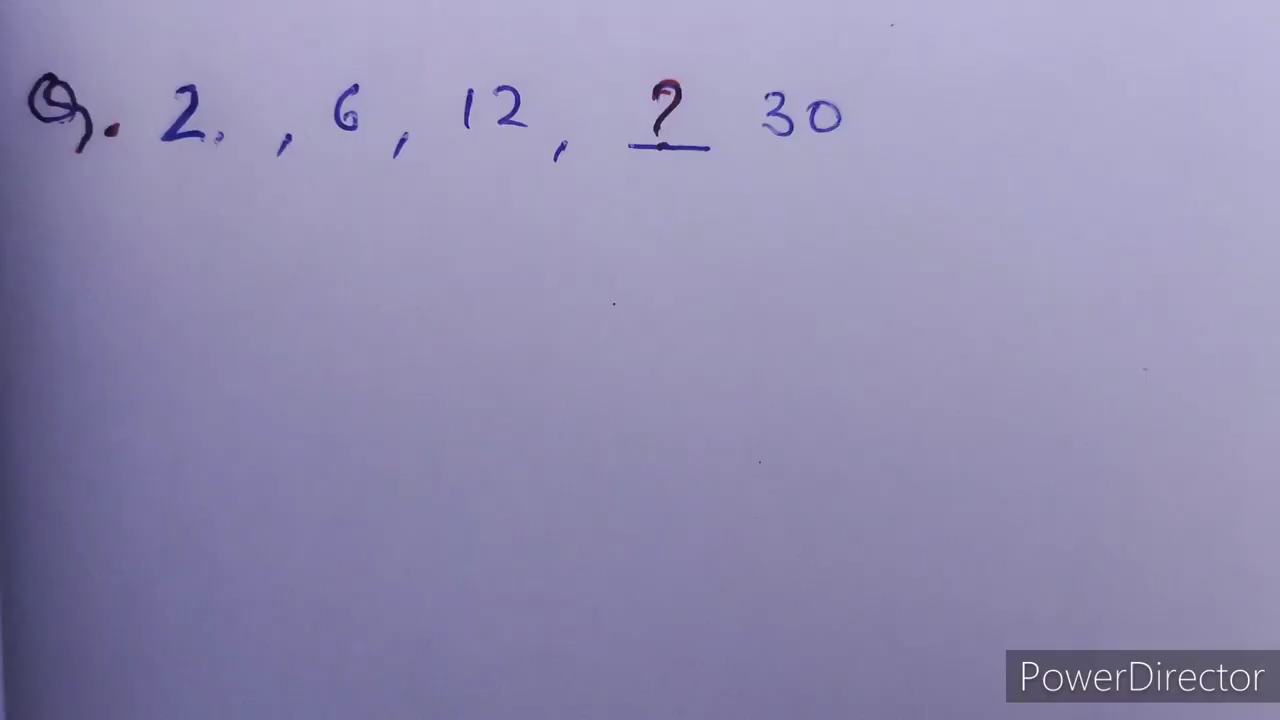 Q. 2. , 6 , 12 , ? 30
PowerDirector